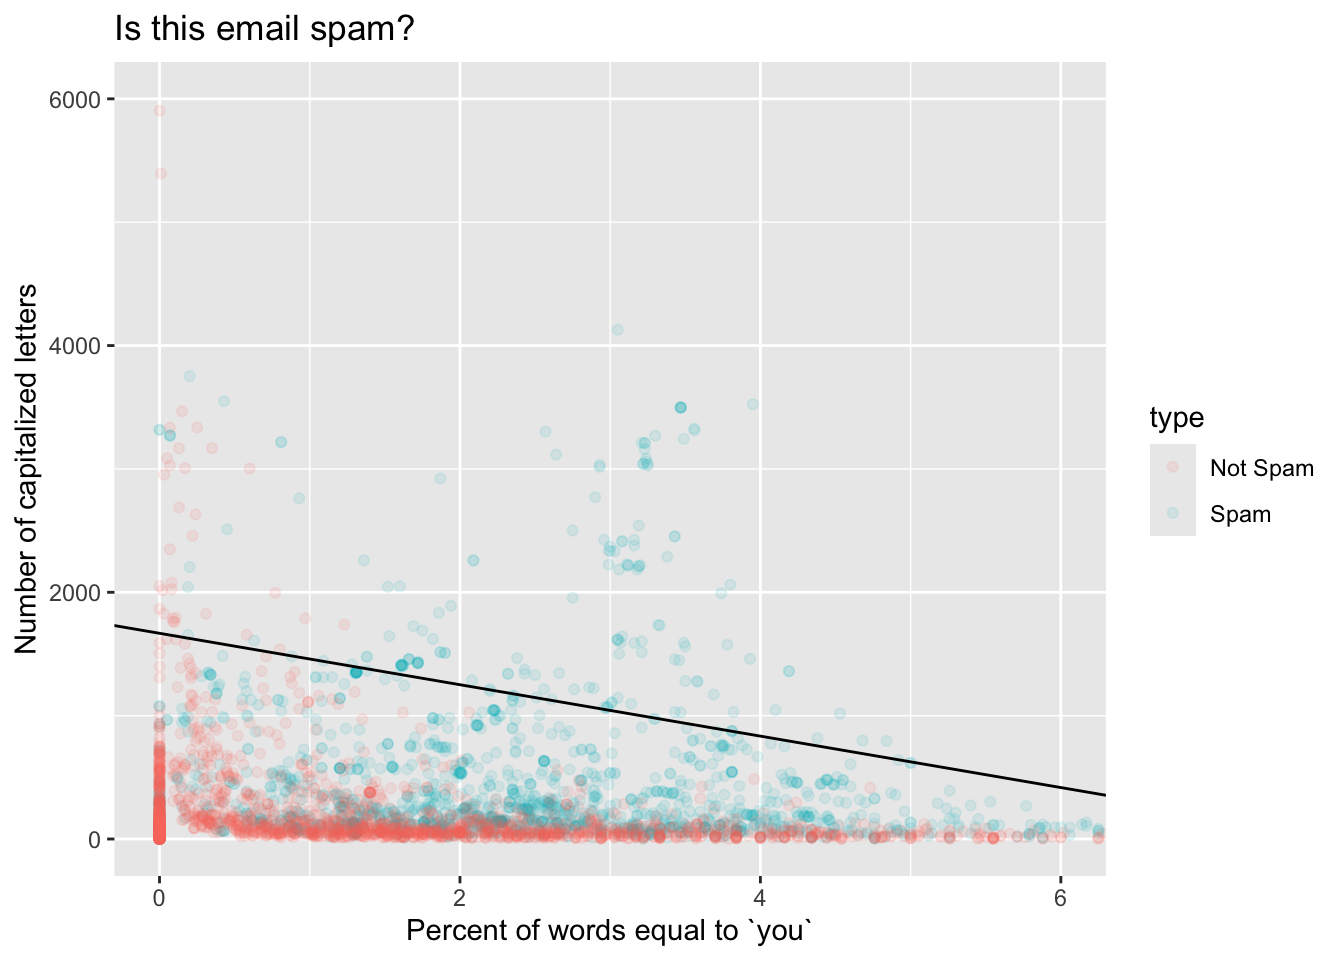 Is this email spam?
6000
4000
2000
0
Number of capitalized letters
0 2 4 6
Percent of words equal to `you`
type
Not Spam
Spam